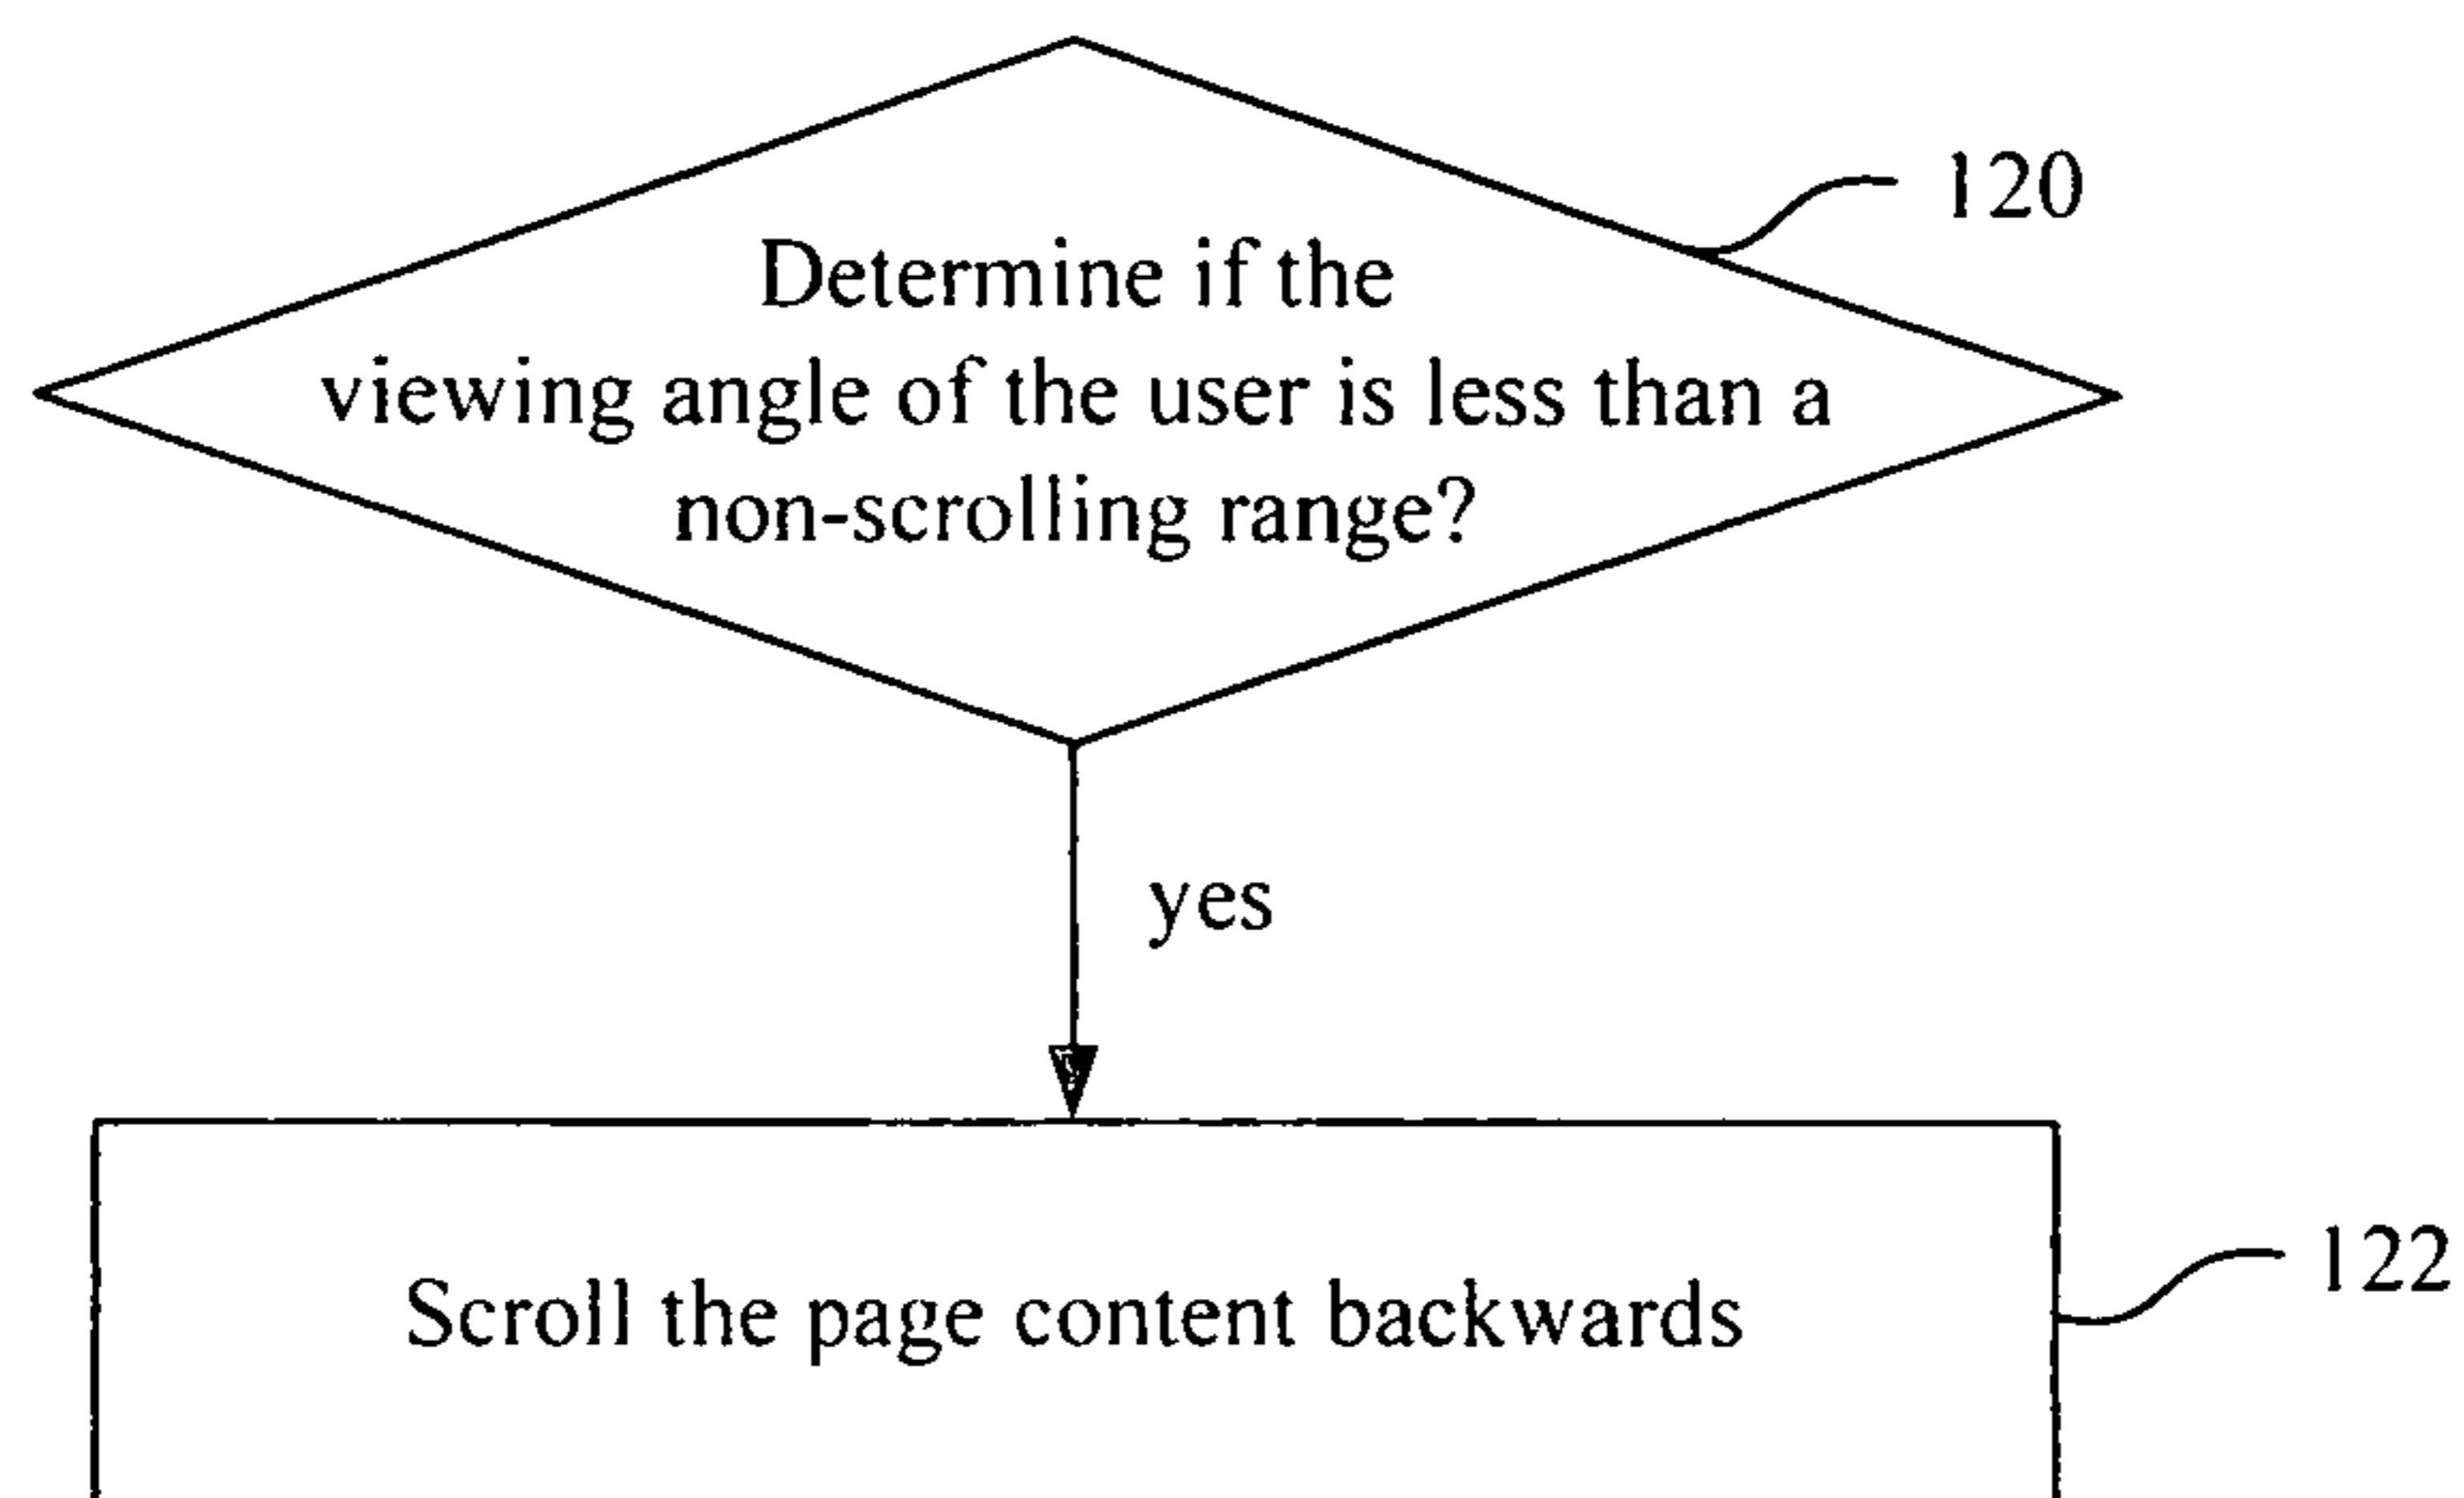 120
Determine if the
viewing angle of the user is less than a
non-scrolling range?
yes
122
Scroll the page content backwards